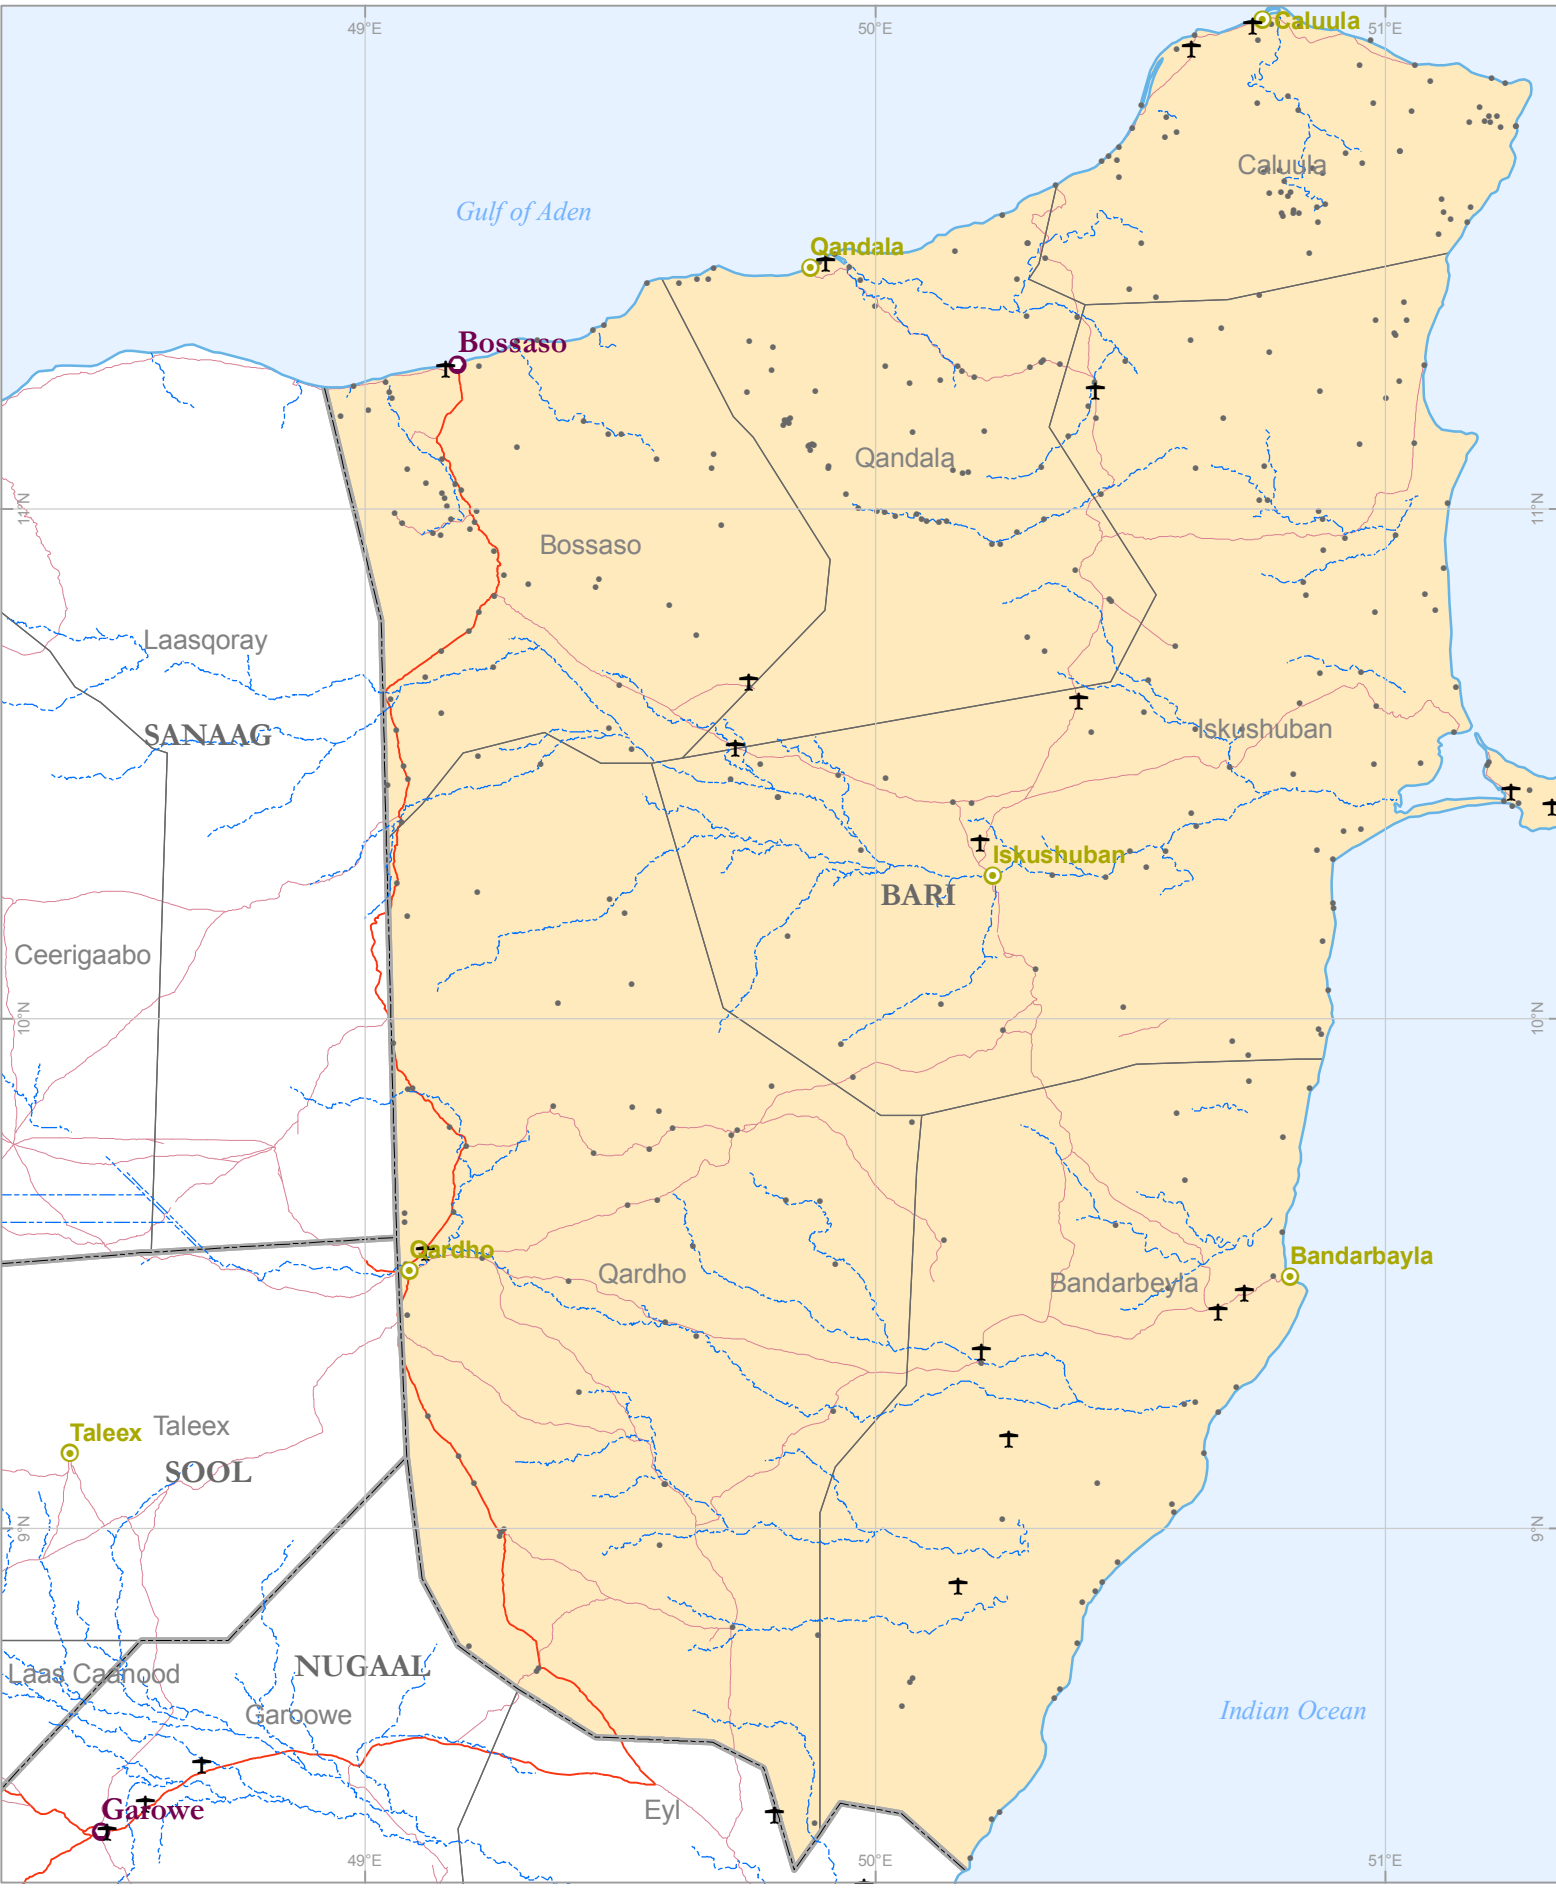 49°E
50°E
51°E
Caluula
Caluula
Gulf of Aden
Qandala
Bossaso
Qandala
11°N
11°N
Bossaso
Laasqoray
SANAAG
Iskushuban
Iskushuban
BARI
Ceerigaabo
10°N
10°N
Qardho
Bandarbayla
Qardho
Bandarbeyla
Taleex
Taleex
SOOL
9°N
9°N
NUGAAL
Laas Caanood
Garoowe
Indian Ocean
Garowe
Eyl
49°E
50°E
51°E